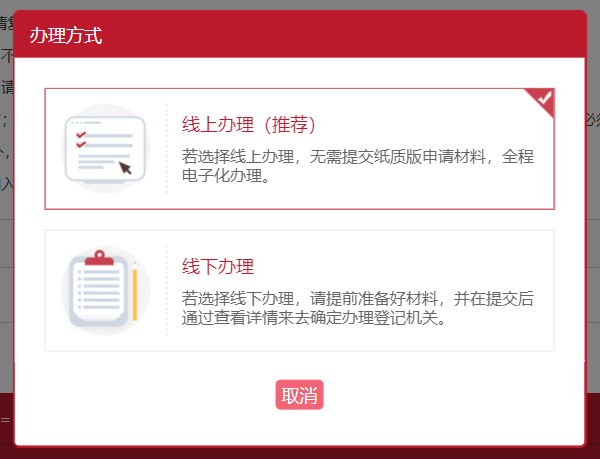 办理方式
线上办理（推荐）
若选择线上办理，无需提交纸质版申请材料，全程
电子化办理。
线下办理
若选择线下办理，请提前准备好材料，并在提交后
通过查看详情来去确定办理登记机关。
取消